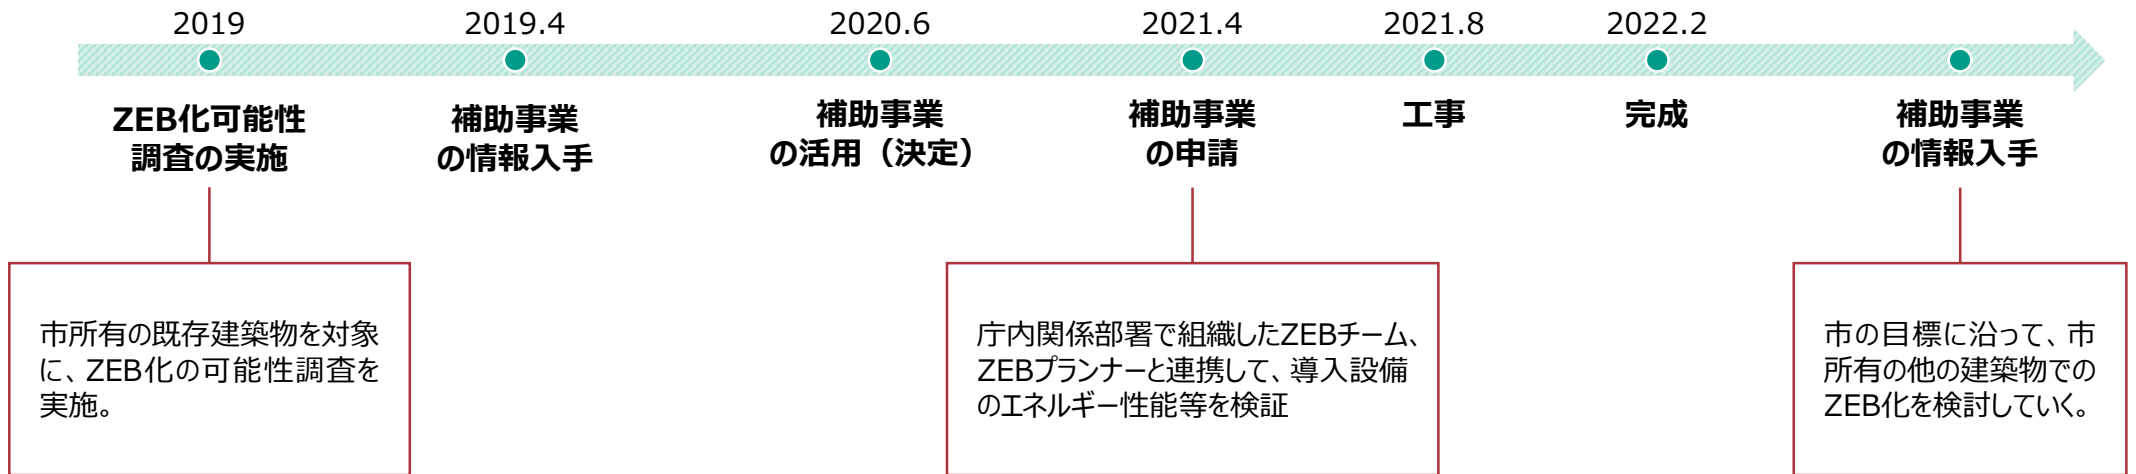 2019
2019.4
2020.6
2021.4
2021.8
2022.2
ZEB化可能性
調査の実施
補助事業
の情報入手
補助事業
の活用（決定）
補助事業
の申請
工事
完成
補助事業
の情報入手
市所有の既存建築物を対象
に、ZEB化の可能性調査を
実施。
庁内関係部署で組織したZEBチーム、
ZEBプランナーと連携して、導入設備
のエネルギー性能等を検証
市の目標に沿って、市
所有の他の建築物での
ZEB化を検討していく。